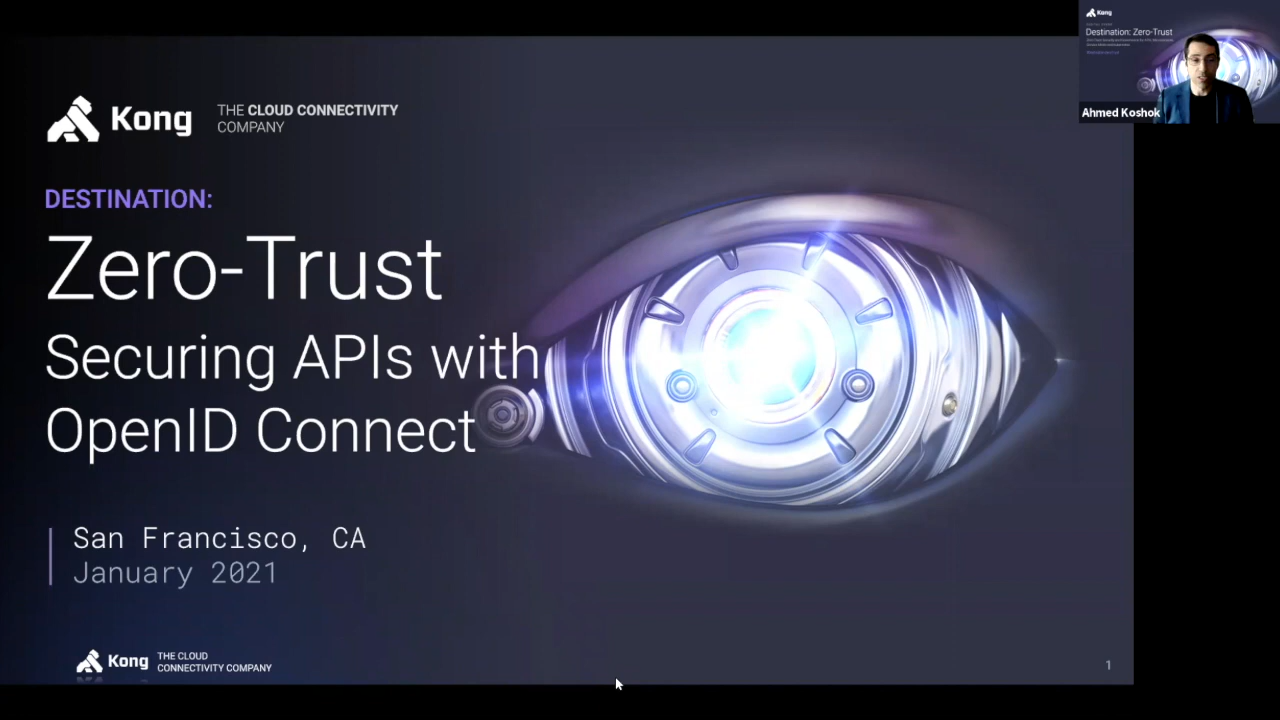 Kong
THE CLOUD CONNECTIVITY
COMPANY
DESTINATION:
Zero-Trust
Securing APIs with
OpenID Connect
San Francisco, CA
January 2021
Kong
THE CLOUD
CONNECTIVITY COMPANY
1
Kong
Destination: Zero-Trust
Ahmed Koshok